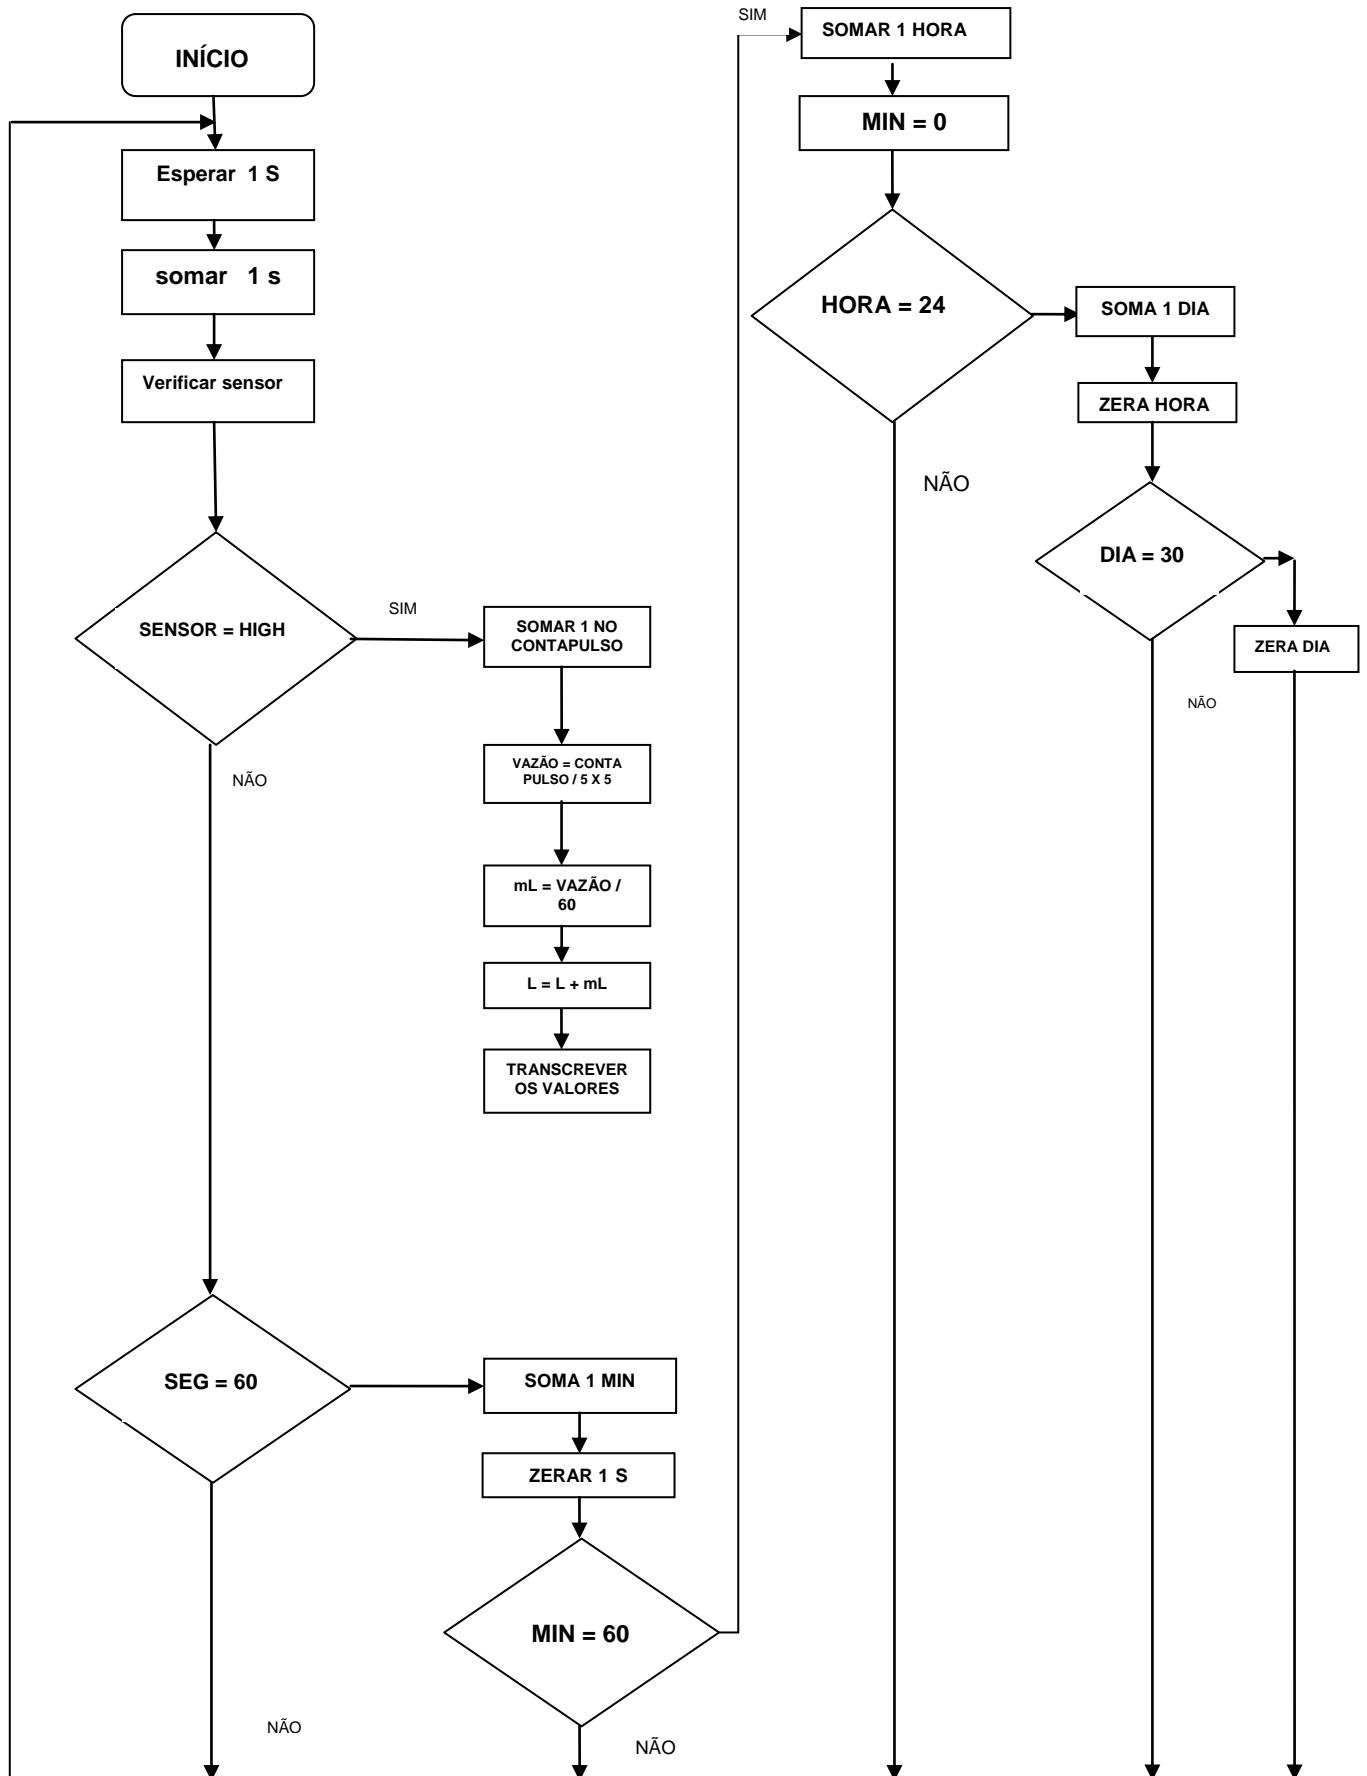 INÍCIO
Esperar 1 S
somar 1 s
Verificar sensor
SENSOR = HIGH
SIM
NÃO
SOMAR 1 NO
CONTAPULSO
VAZÃO = CONTA
PULSO / 5 X 5
mL = VAZÃO /
60
L = L + mL
TRANSCREVER
OS VALORES
SEG = 60
NÃO
SOMA 1 MIN
ZERAR 1 S
MIN = 60
NÃO
SIM
SOMAR 1 HORA
MIN = 0
HORA = 24
NÃO
SOMA 1 DIA
ZERA HORA
DIA = 30
NÃO
ZERA DIA